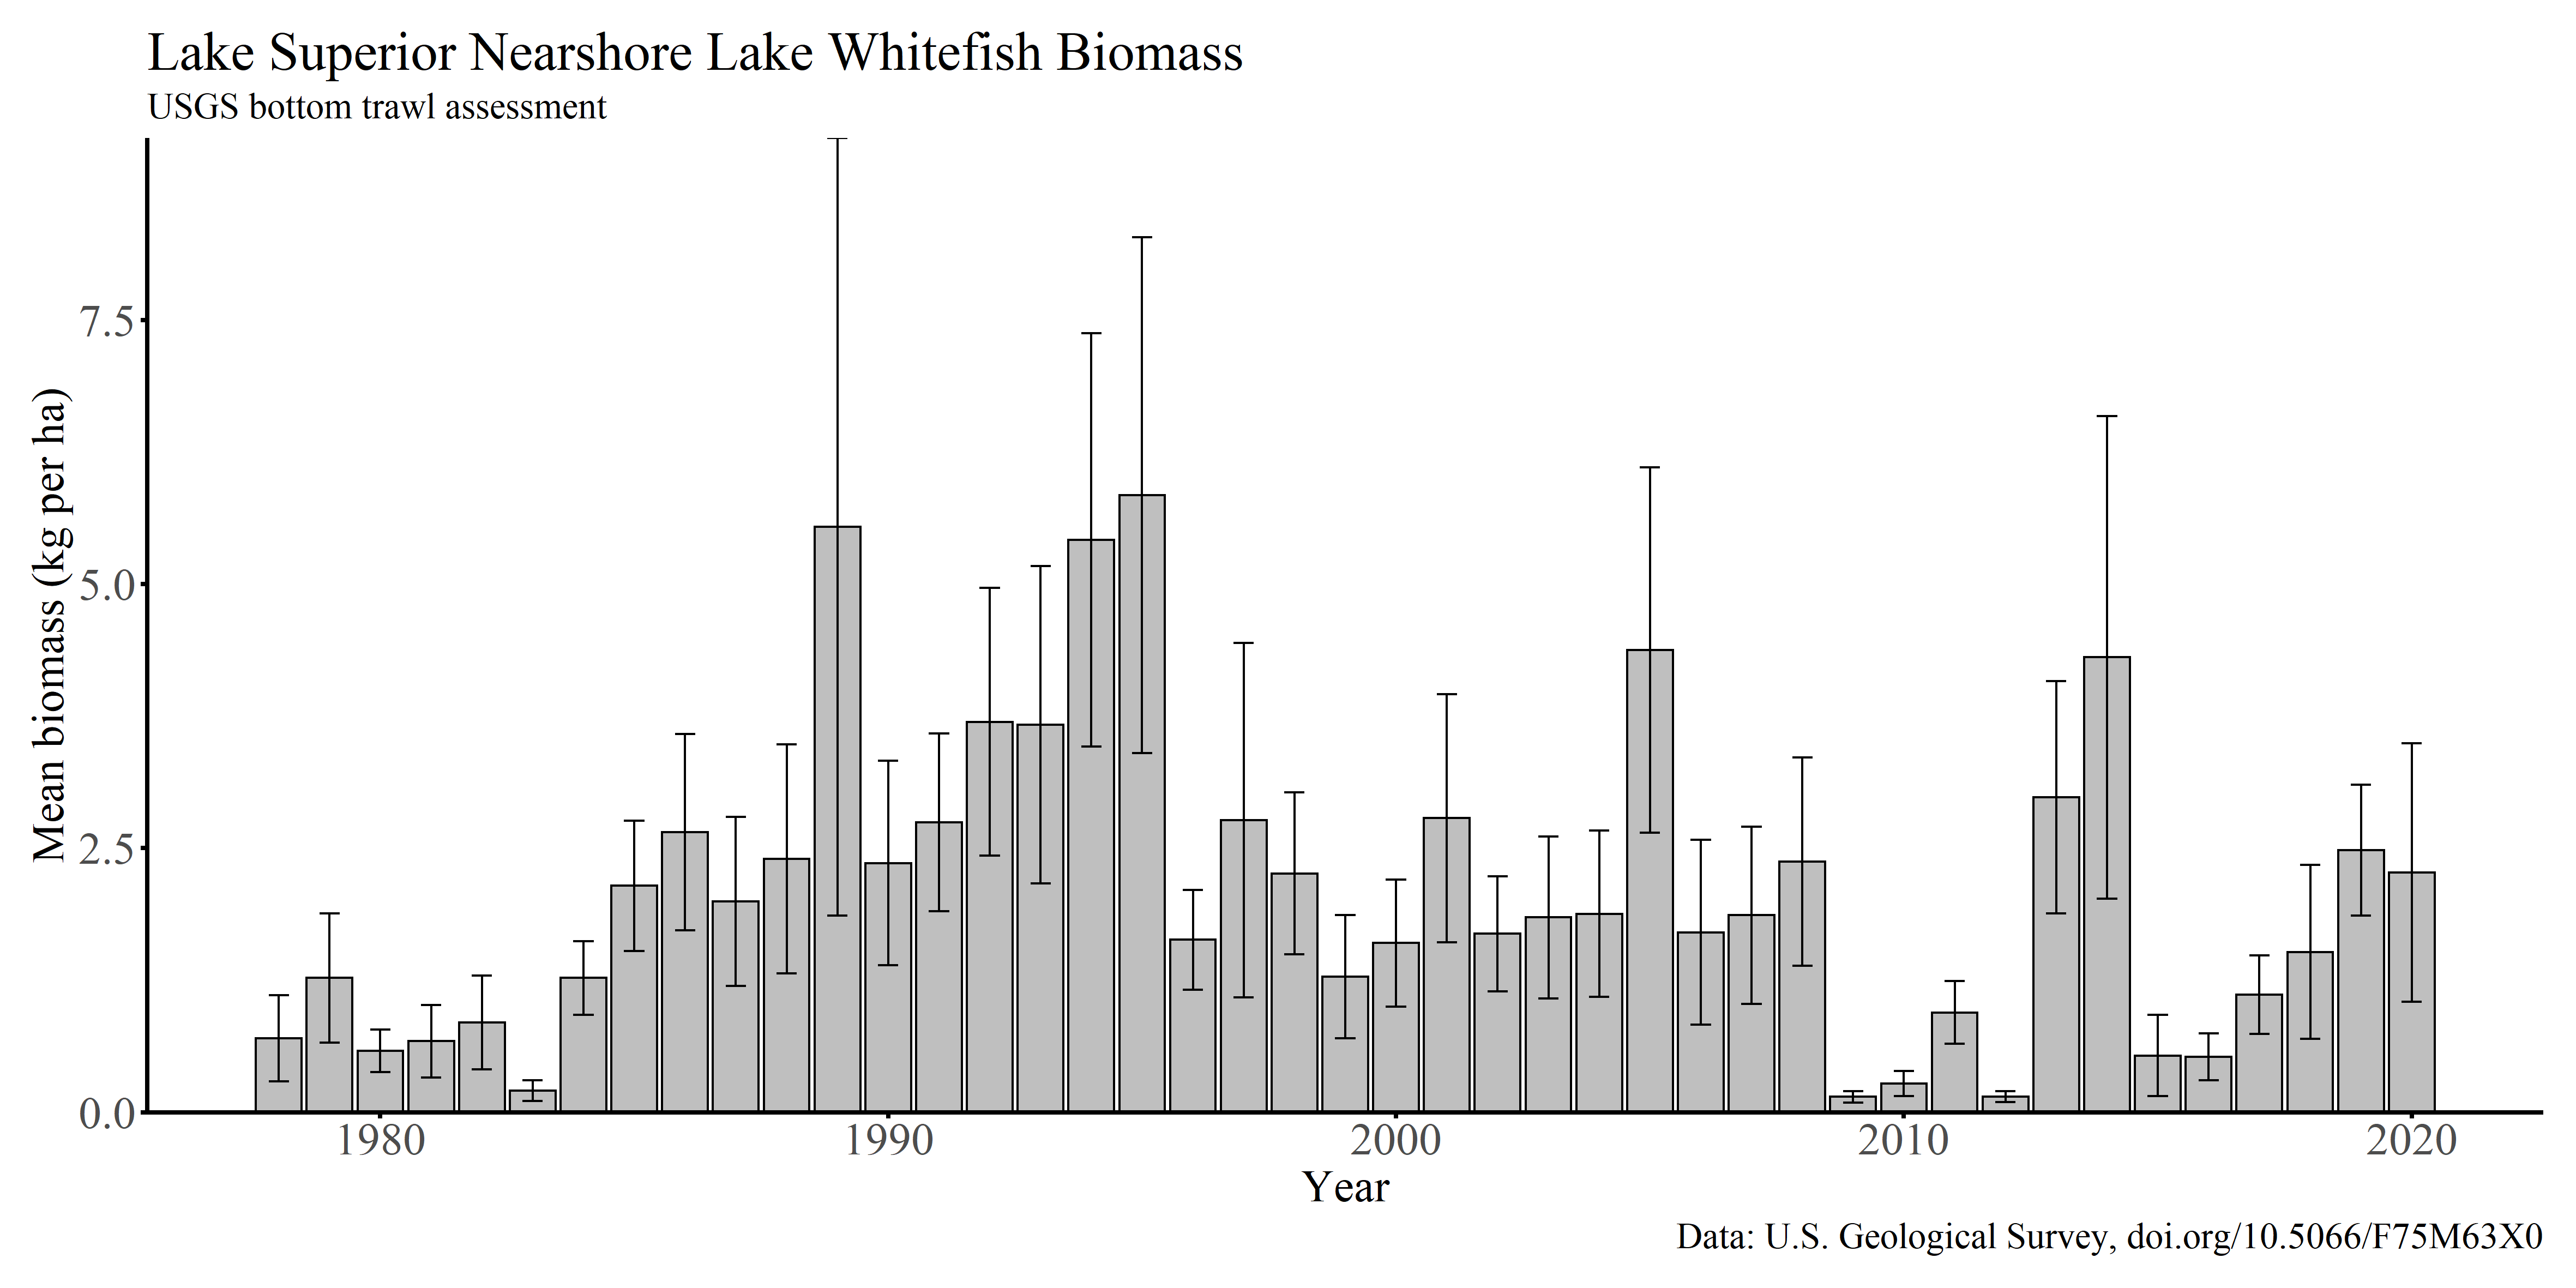 Lake Superior Nearshore Lake Whitefish Biomass
USGS bottom trawl assessment
Mean biomass (kg per ha)
7.5
5.0
2.5
0.0
1980
1990
2000
2010
2020
Year
Data: U.S. Geological Survey, doi.org/10.5066/F75M63X0